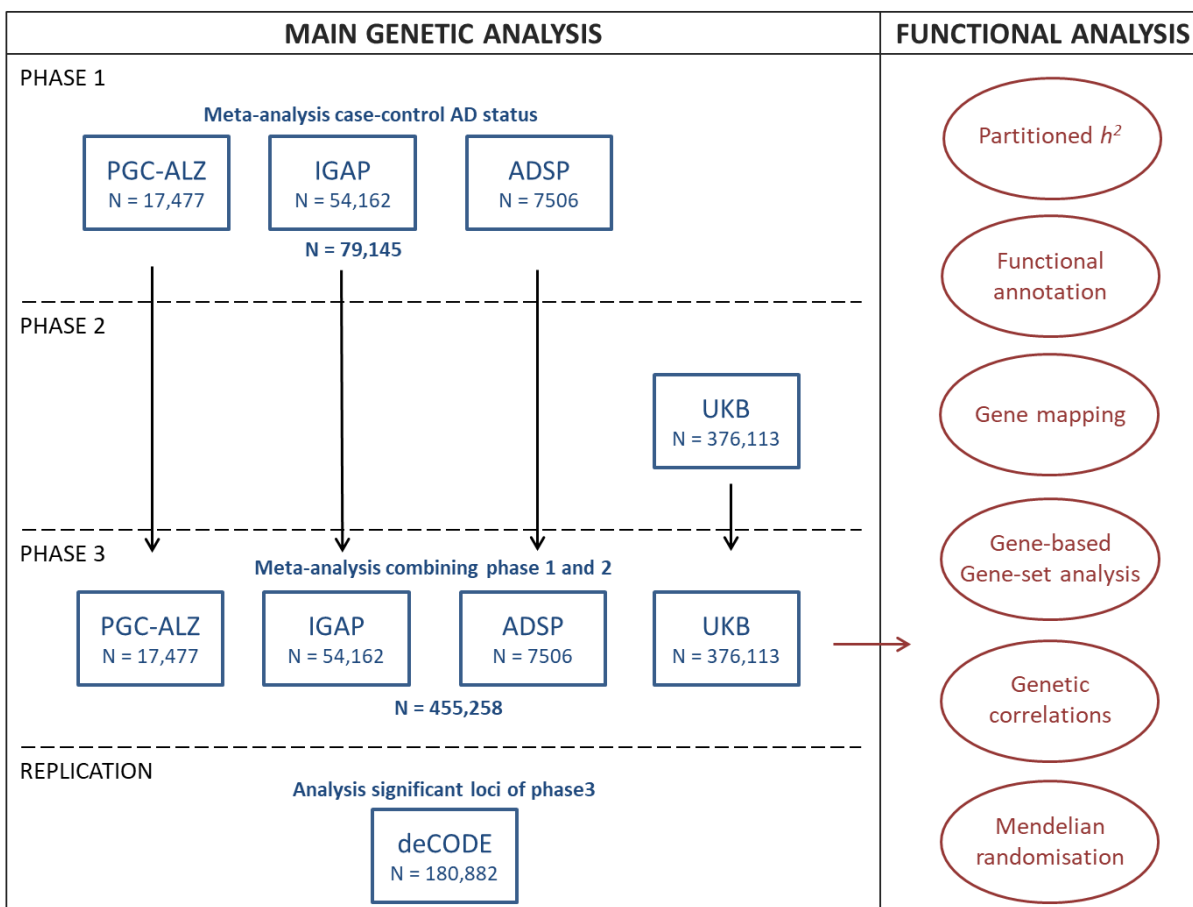 MAIN GENETIC ANALYSIS
FUNCTIONAL ANALYSIS
PHASE 1
Meta-analysis case-control AD status
PGC-ALZ
N = 17,477
IGAP
N = 54,162
ADSP
N = 7506
N = 79,145
PHASE 2
UKB
N = 376,113
PHASE 3
Meta-analysis combining phase 1 and 2
PGC-ALZ
N = 17,477
IGAP
N = 54,162
ADSP
N = 7506
UKB
N = 376,113
N = 455,258
REPLICATION
Analysis significant loci of phase3
deCODE
N = 180,882
Partitioned h²
Functional
annotation
Gene mapping
Gene-based
Gene-set analysis
Genetic
correlations
Mendelian
randomisation